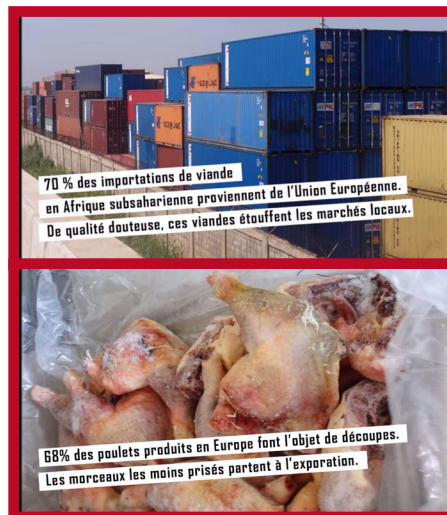 70 % des importations de viande
en Afrique subsaharienne proviennent de l'Union Européenne.
De qualité douteuse, ces viandes étouffent les marchés locaux.
68% des poulets produits en Europe font l'objet de découpes.
Les morceaux les moins prisés partent à l'exporation.